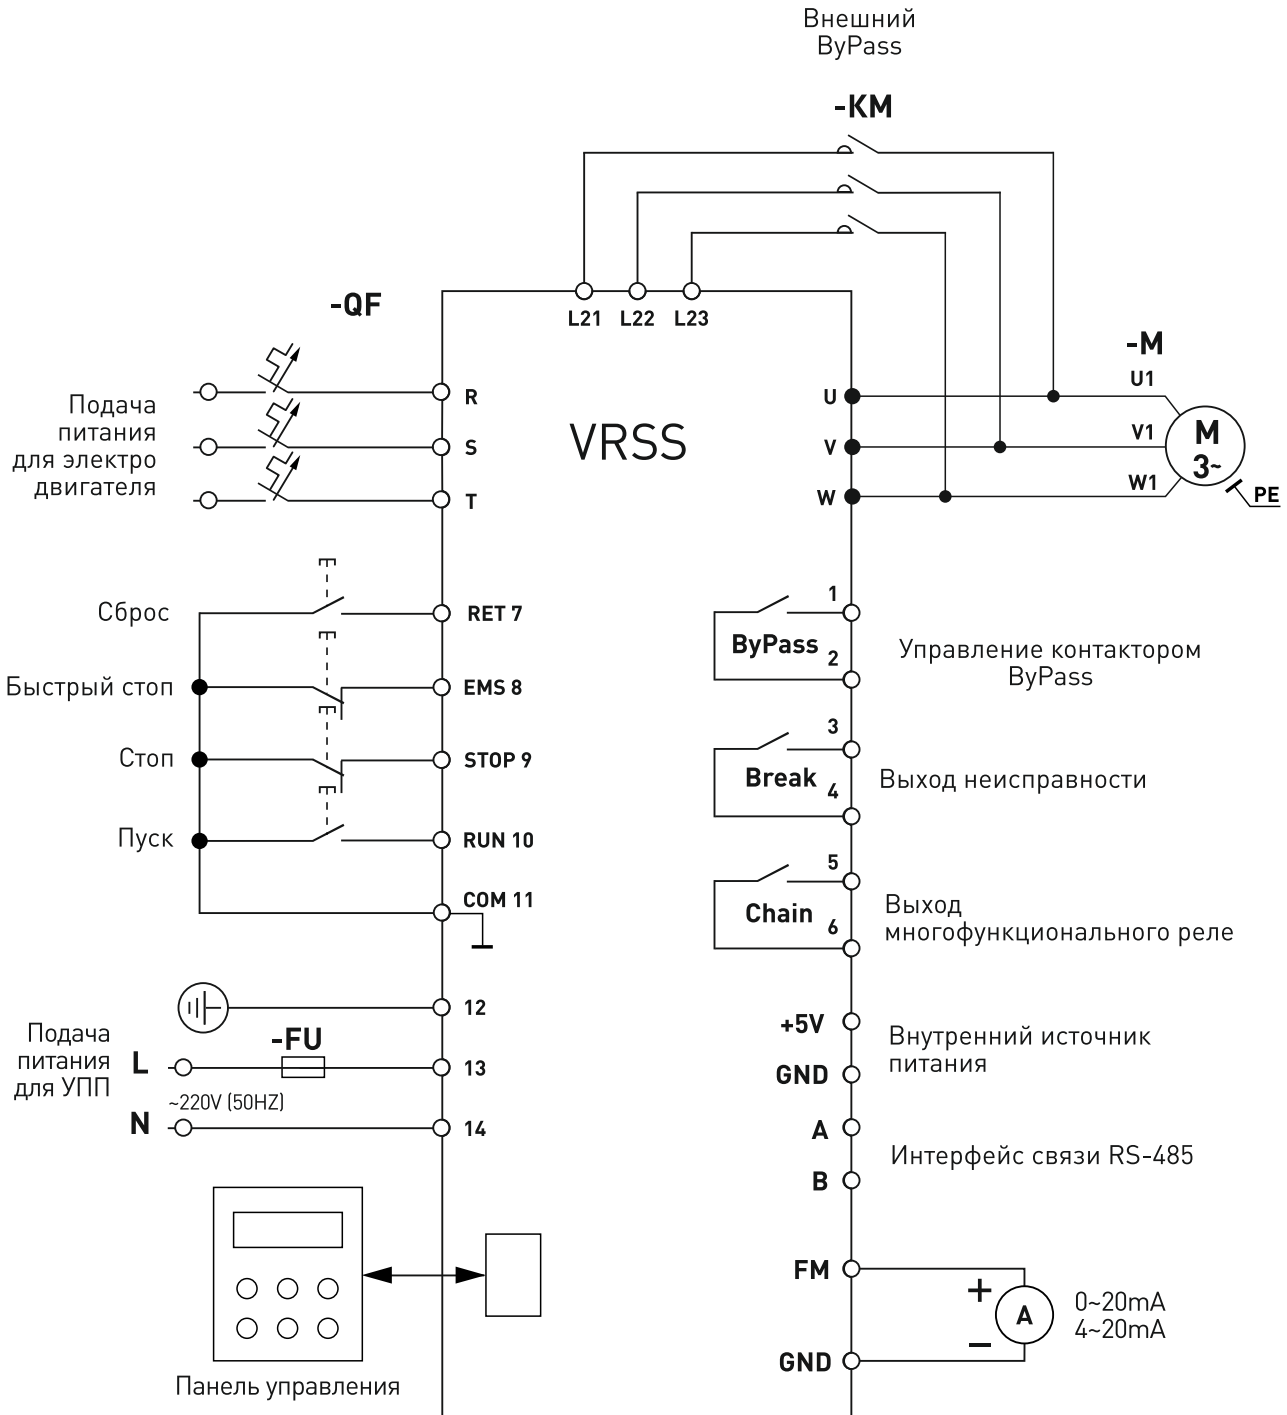 Внешний
ByPass
-KM
-QF
L21 L22 L23
-M
U1
R
U
Подача
питания
для электро
двигателя
VRSS
V1
M
3~
S
V
W1
PE
T
W
Сброс
RET 7
1
ByPass
2
Управление контактором
ByPass
Быстрый стоп
EMS 8
3
Стоп
STOP 9
Break
4
Выход неисправности
Пуск
RUN 10
5
COM 11
Chain
6
Выход
многофункционального реле
12
+5V
Внутренний источник
питания
Подача
питания
для УПП
L
-FU
13
GND
~220V (50HZ)
N
14
A
Интерфейс связи RS-485
B
FM
+
A
−
0~20mA
4~20mA
GND
Панель управления